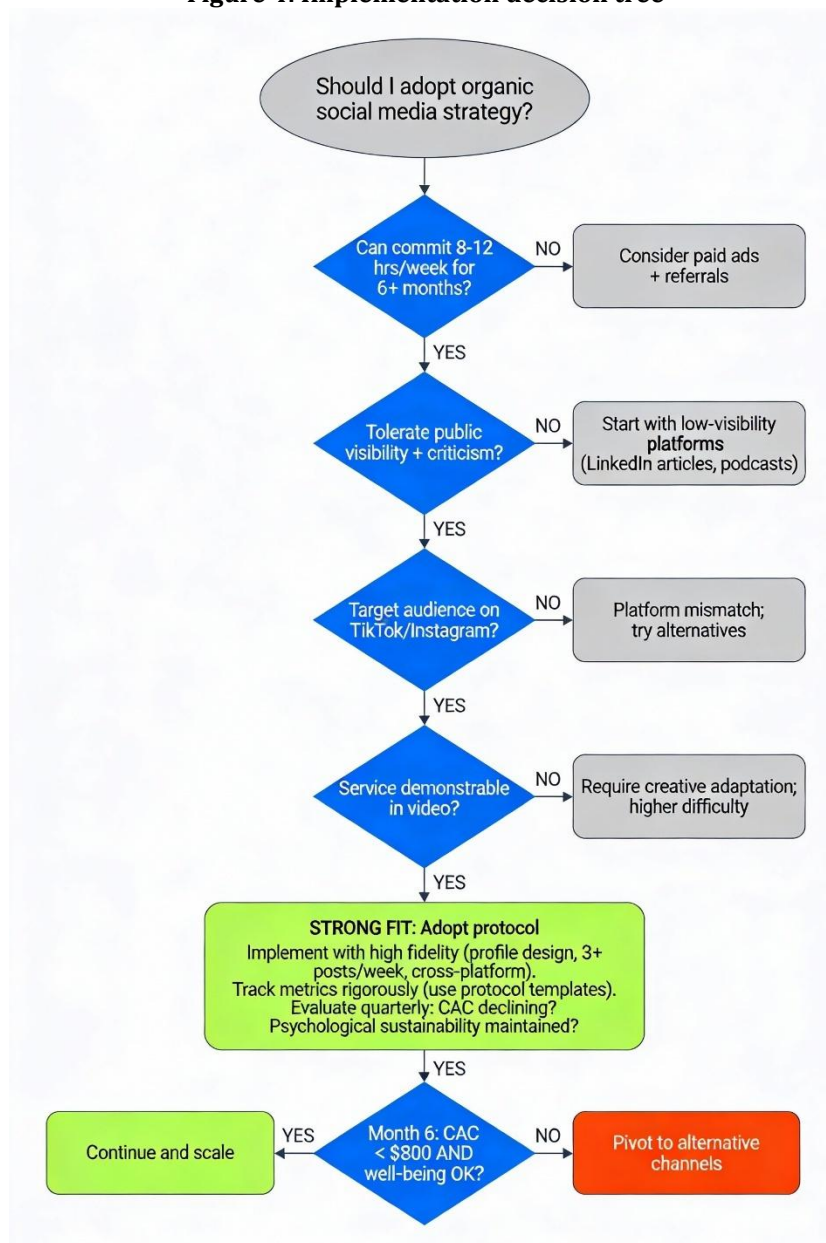 Should I adopt organic
social media strategy?
Can commit 8-12
hrs/week for
6+ months?
NO
Consider paid ads
+ referrals
YES
Tolerate public
visibility + criticism?
NO
Start with low-visibility
platforms
(LinkedIn articles, podcasts)
YES
Target audience on
TikTok/Instagram?
NO
Platform mismatch;
try alternatives
YES
Service demonstrable
in video?
NO
Require creative adaptation;
higher difficulty
YES
STRONG FIT: Adopt protocol
Implement with high fidelity (profile design, 3+
posts/week, cross-platform).
Track metrics rigorously (use protocol templates).
Evaluate quarterly: CAC declining?
Psychological sustainability maintained?
YES
Continue and scale
YES
Month 6: CAC
< $800 AND
well-being OK?
NO
Pivot to alternative
channels